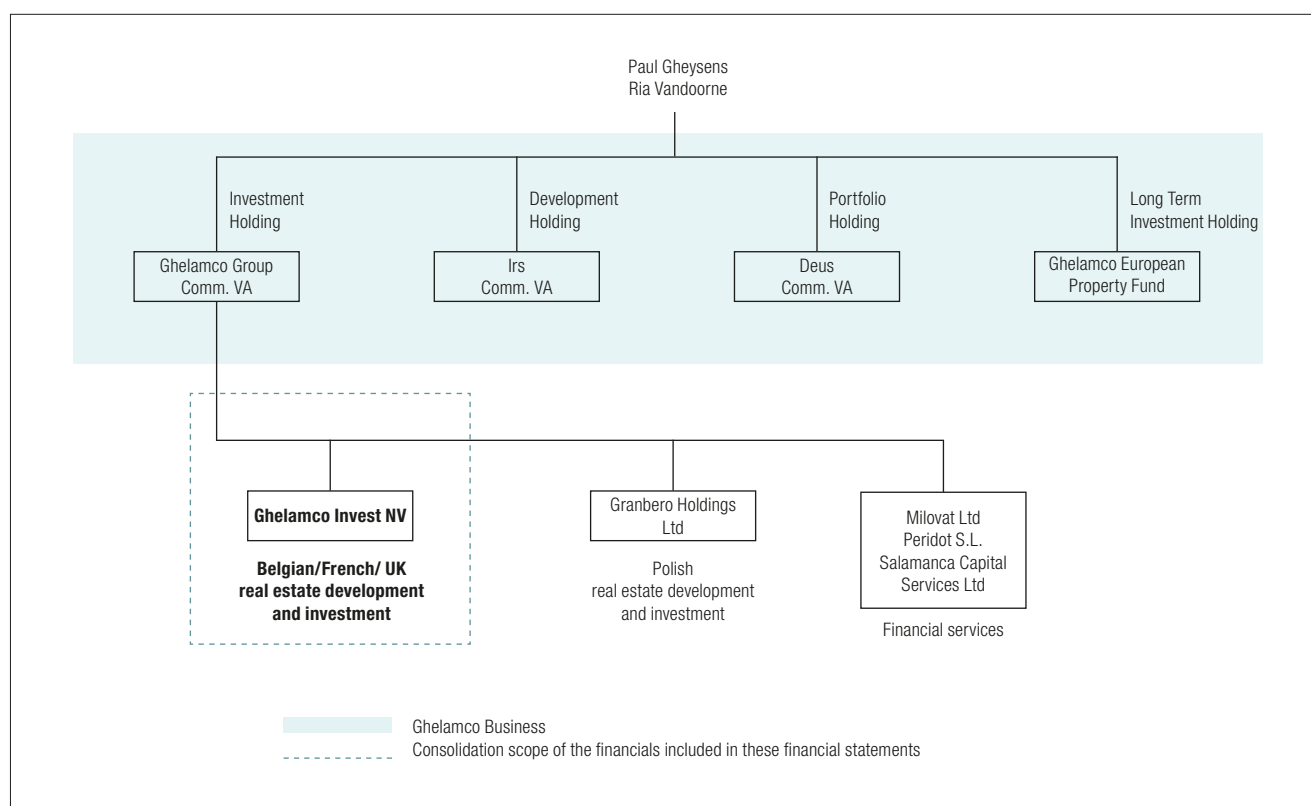 Paul Gheysens
Ria Vandoorne
Investment
Holding
Development
Holding
Portfolio
Holding
Long Term
Investment Holding
Ghelamco Group
Comm. VA
Irs
Comm. VA
Deus
Comm. VA
Ghelamco European
Property Fund
Ghelamco Invest NV
Belgian/French/ UK
real estate development
and investment
Granbero Holdings
Ltd
Polish
real estate development
and investment
Milovat Ltd
Peridot S.L.
Salamanca Capital
Services Ltd
Financial services
Ghelamco Business
Consolidation scope of the financials included in these financial statements